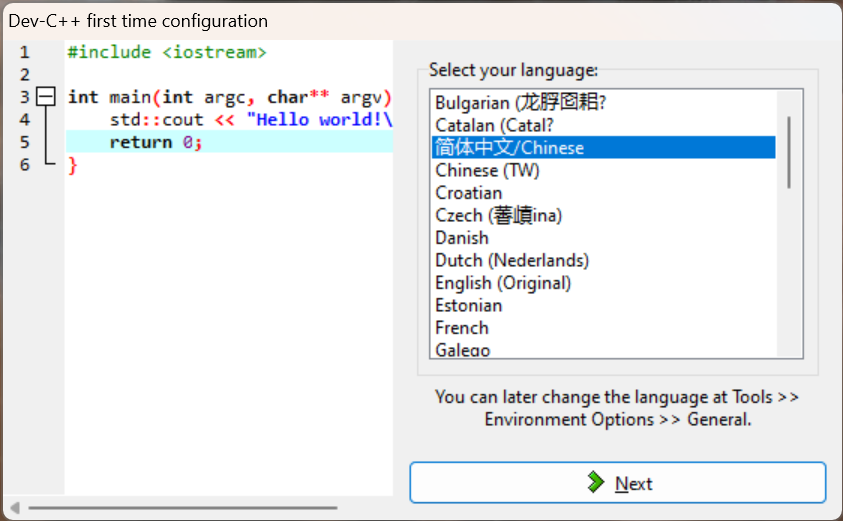 Dev-C++ first time configuration
1 #include <iostream>
2
3 int main(int argc, char** argv)
4 std::cout << "Hello world!\
5 return 0;
6 }
Select your language:
Bulgarian (龙脬囵耜?
Catalan (Catal?
简体中文/Chinese
Chinese (TW)
Croatian
Czech (萫嶞ina)
Danish
Dutch (Nederlands)
English (Original)
Estonian
French
Galego
You can later change the language at Tools >>
Environment Options >> General.
Next